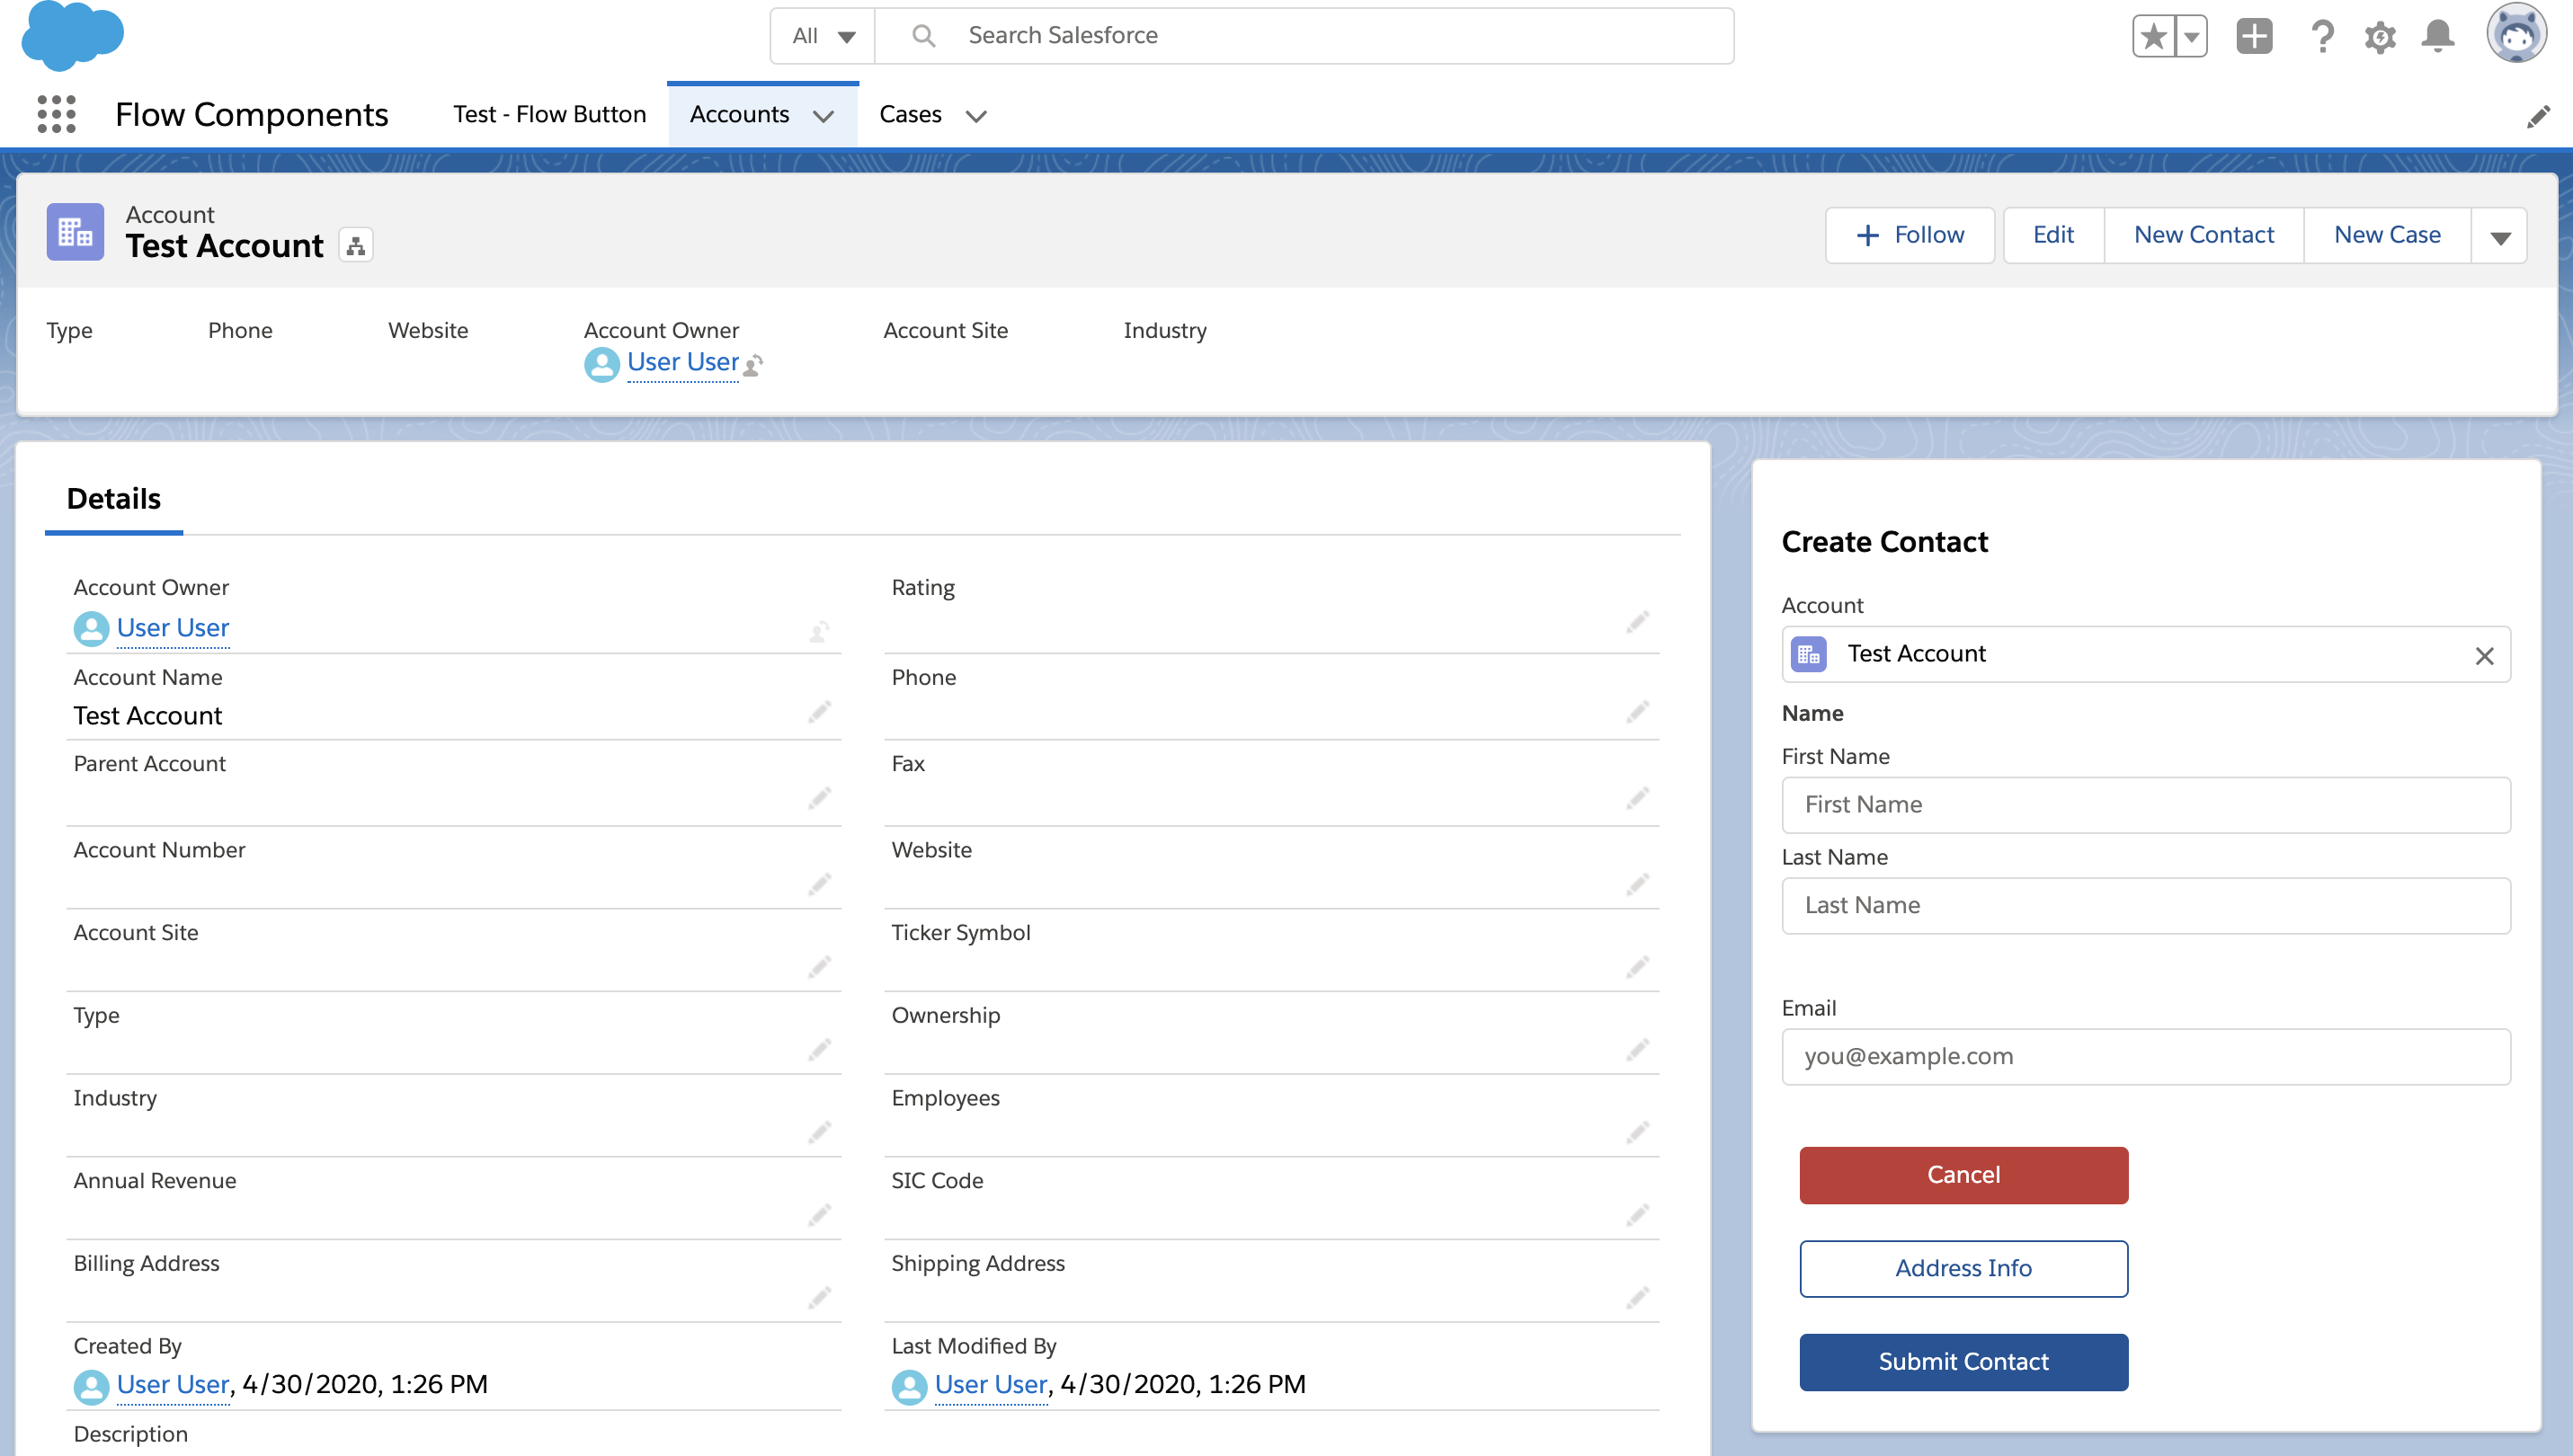 All
Search Salesforce
Flow Components
Test - Flow Button
Accounts
Cases
Account
Test Account
Follow
Edit
New Contact
New Case
Type
Phone
Website
Account Owner
Account Site
Industry
User User
Details
Account Owner
User User
Rating
Account Name
Test Account
Phone
Parent Account
Fax
Account Number
Website
Account Site
Ticker Symbol
Type
Ownership
Industry
Employees
Annual Revenue
SIC Code
Billing Address
Shipping Address
Created By
User User, 4/30/2020, 1:26 PM
Last Modified By
User User, 4/30/2020, 1:26 PM
Description
Create Contact
Account
Test Account
Name
First Name
First Name
Last Name
Last Name
Email
you@example.com
Cancel
Address Info
Submit Contact